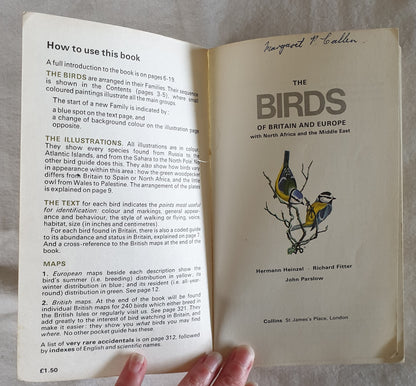 How to use this book
A full introduction to the book is on pages 6-19
THE BIRDS are arranged in their Families. Their sequence
is shown in the Contents (pages 3-5), where small
coloured paintings illustrate all the main groups.
The start of a new Family is indicated by:
a blue spot on the text page, and
a change of background colour on the illustration page
opposite.
THE ILLUSTRATIONS. All illustrations are in colour.
They show every species found from Russia to the
Atlantic Islands, and from the Sahara to the North Pole. No
other bird guide does this. They also show how birds vary
in appearance within this area: how the green woodpecker
differs from Britain to Spain or North Africa, and the little
owl from Wales to Palestine. The arrangement of the plates
is explained on page 9.
THE TEXT for each bird indicates the points most useful
for identification: colour and markings, general appear-
ance and behaviour, the style of walking or flying, voice,
habitat, size (in inches and centimetres).
For each bird found in Britain, there is also a coded guide
to its abundance and status in Britain, explained on page 7.
And a cross-reference to the British maps at the end of the
book.
MAPS
1. European maps beside each description show the
bird's summer (i.e. breeding) distribution in yellow, its
winter distribution in blue; and its resident (i.e. all year-
round) distribution in green. See page 12.
2. British maps. At the end of the book will be found
individual British maps for 240 birds which either breed in
the British Isles or regularly visit us. See page 321. They
add greatly to the interest of bird watching in Britain, and
make it easier: they show you what birds you may find
where. No other pocket guide has these.
A list of very rare accidentals is on page 312, followed
by indexes of English and scientific names.
£1.50
Margaret P Callen
THE
BIRDS
OF BRITAIN AND EUROPE
with North Africa and the Middle East
Hermann Heinzel · Richard Fitter
John Parslow
Collins St James's Place, London